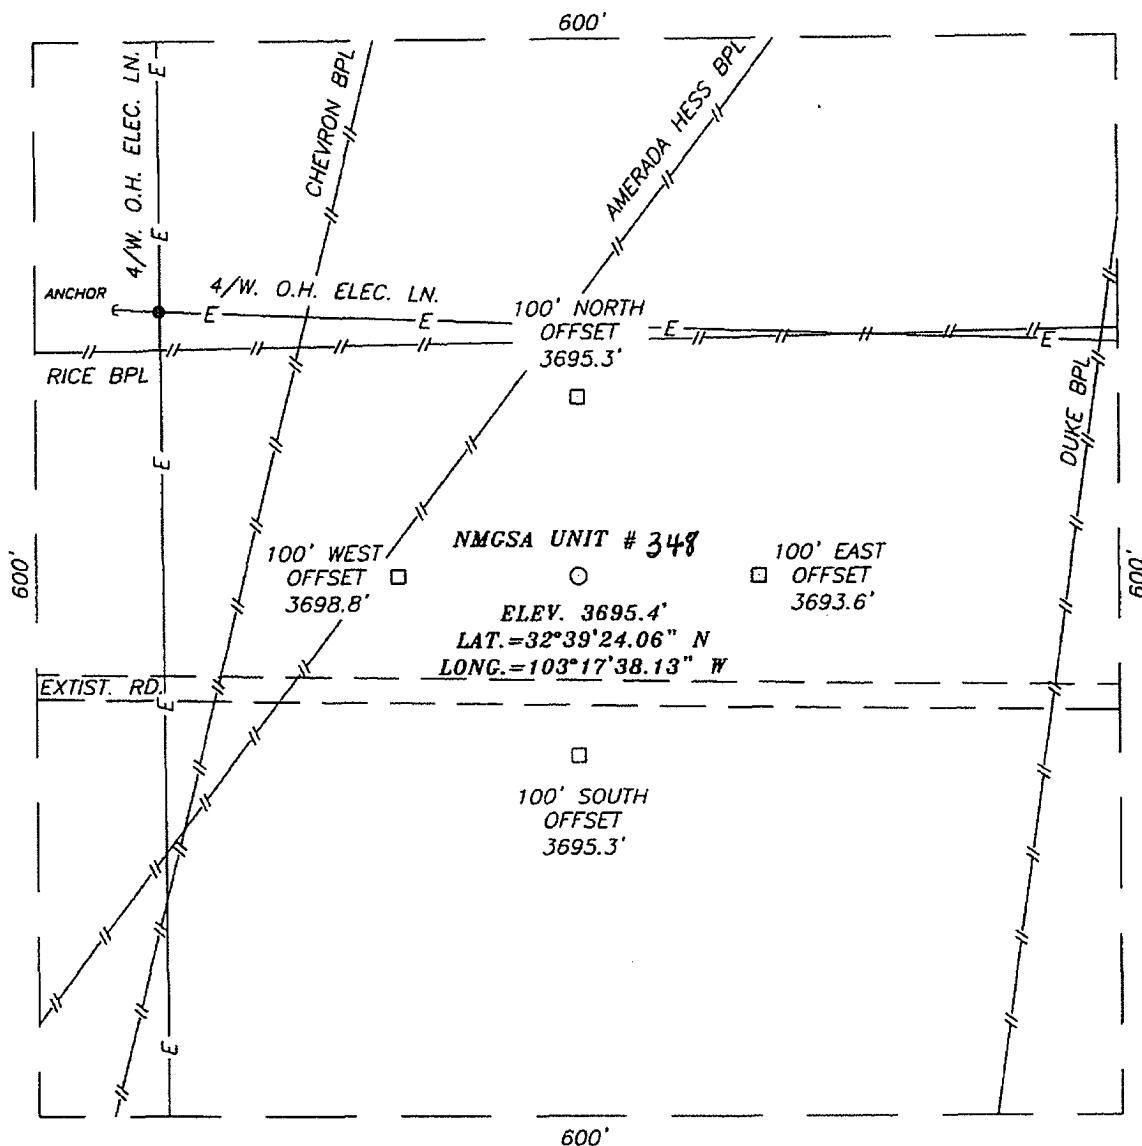 600'
4/W. O.H. ELEC. LN.
CHEVRON BPL
AMERADA HESS BPL
ANCHOR
4/W. O.H. ELEC. LN.
100' NORTH
OFFSET
3695.3'
RICE BPL
DUKE BPL
600'
600'
100' WEST
OFFSET
3698.8'
NMGSA UNIT # 348
ELEV. 3695.4'
LAT.=32°39'24.06" N
LONG.=103°17'38.13" W
100' EAST
OFFSET
3693.6'
EXTIST. RD.
100' SOUTH
OFFSET
3695.3'
600'
E
E
E
E
E
E
E
E
E